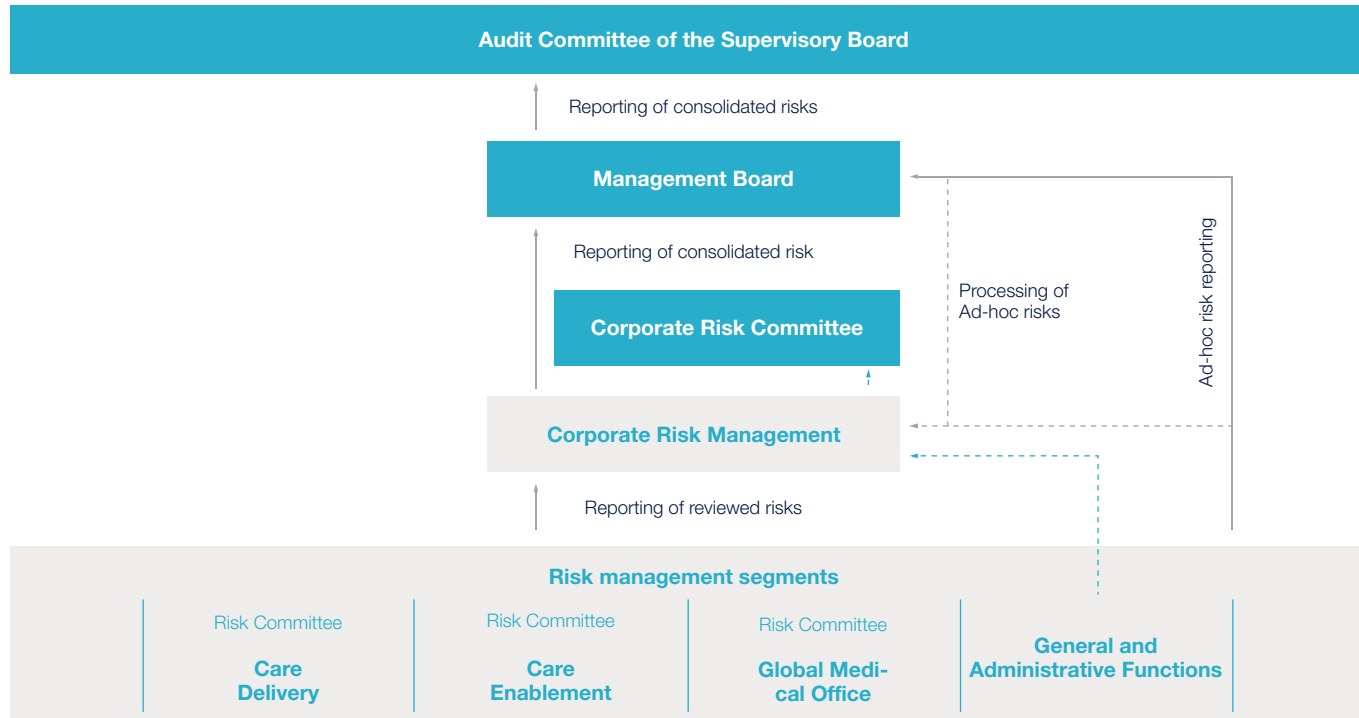 Audit Committee of the Supervisory Board
Reporting of consolidated risks
Management Board
Reporting of consolidated risk
Ad-hoc risk reporting
Processing of
Ad-hoc risks
Corporate Risk Committee
Corporate Risk Management
Reporting of reviewed risks
Risk management segments
Risk Committee
Care
Delivery
Risk Committee
Care
Enablement
Risk Committee
Global Medi-
cal Office
General and
Administrative Functions